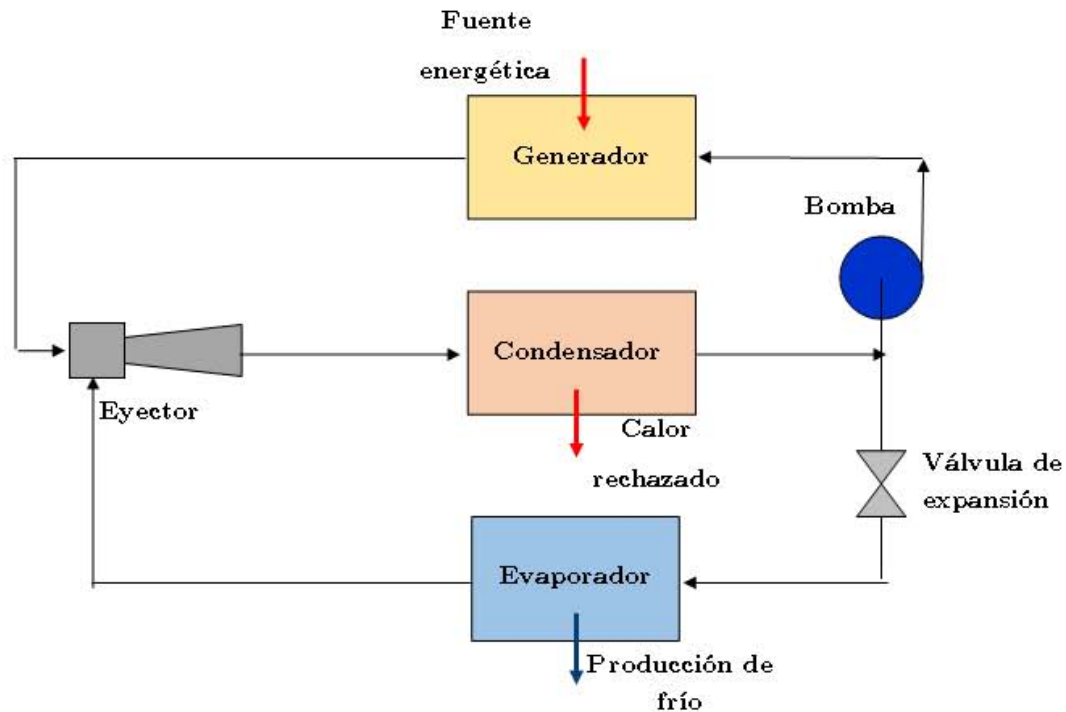 Fuente
energética
Generador
Bomba
Condensador
Eyector
Calor
rechazado
Válvula de
expansión
Evaporador
Producción de
frío